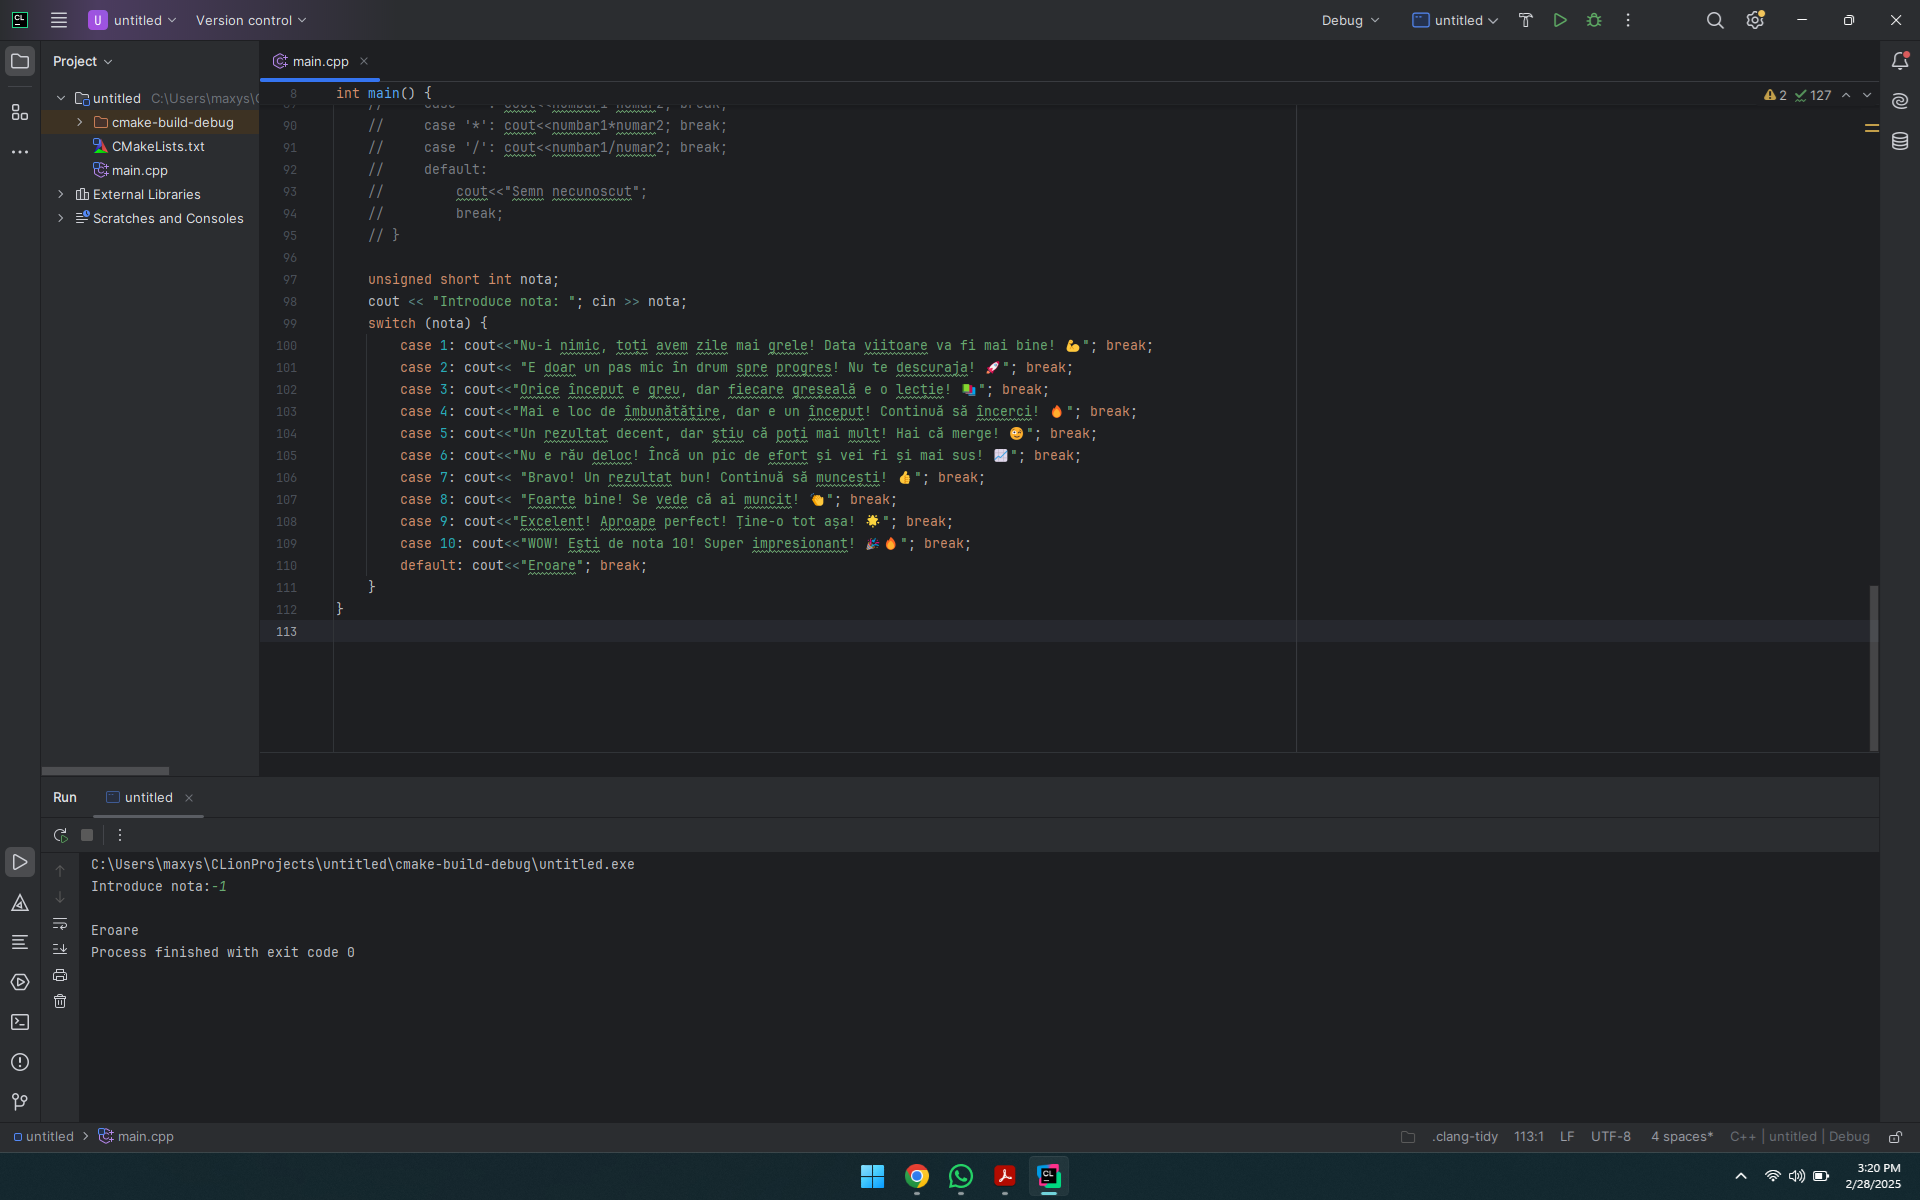 CL
U untitled
Version control
Debug
untitled
Project
main.cpp
untitled C:\Users\maxys\C
cmake-build-debug
CMakeLists.txt
main.cpp
External Libraries
Scratches and Consoles
2 127
8 int main() {
90 // case '*': cout<<numbar1*numar2; break;
91 // case '/': cout<<numbar1/numar2; break;
92 // default:
93 // cout<<"Semn necunoscut";
94 // break;
95 // }
96
97 unsigned short int nota;
98 cout << "Introduce nota: "; cin >> nota;
99 switch (nota) {
100 case 1: cout<<"Nu-i nimic, toți avem zile mai grele! Data viitoare va fi mai bine! 💪"; break;
101 case 2: cout<< "E doar un pas mic în drum spre progres! Nu te descuraja! 🚀"; break;
102 case 3: cout<<"Orice început e greu, dar fiecare greșeală e o lecție! 📚"; break;
103 case 4: cout<<"Mai e loc de îmbunătățire, dar e un început! Continuă să încerci! 🔥"; break;
104 case 5: cout<<"Un rezultat decent, dar știu că poți mai mult! Hai că merge! 😉"; break;
105 case 6: cout<<"Nu e rău deloc! Încă un pic de efort și vei fi și mai sus! 📈"; break;
106 case 7: cout<< "Bravo! Un rezultat bun! Continuă să muncești! 👍"; break;
107 case 8: cout<< "Foarte bine! Se vede că ai muncit! 👏"; break;
108 case 9: cout<<"Excelent! Aproape perfect! Ține-o tot așa! 🌟"; break;
109 case 10: cout<<"WOW! Ești de nota 10! Super impresionant! 🎉🔥"; break;
110 default: cout<<"Eroare"; break;
111 }
112 }
113
Run untitled
C:\Users\maxys\CLionProjects\untitled\cmake-build-debug\untitled.exe
Introduce nota:-1
Eroare
Process finished with exit code 0
untitled > main.cpp
.clang-tidy 113:1 LF UTF-8 4 spaces* C++ | untitled | Debug
CL
3:20 PM
2/28/2025